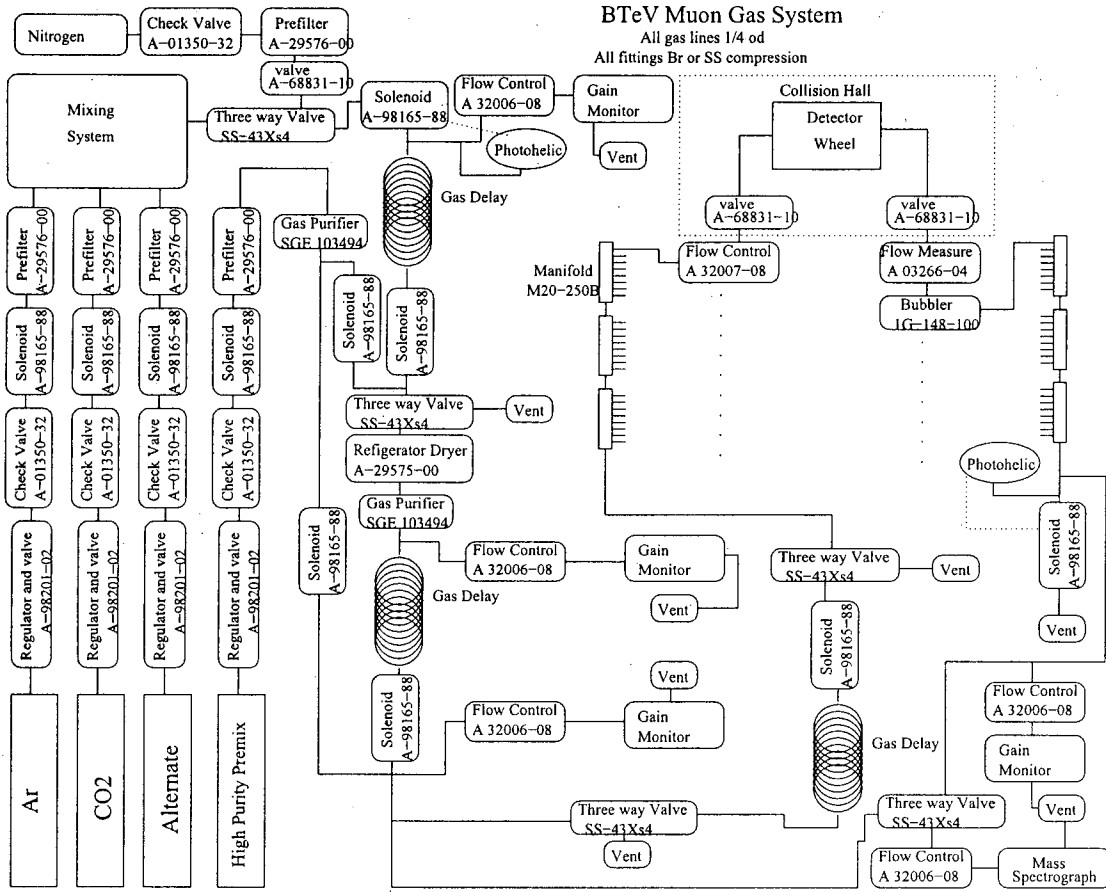 BTeV Muon Gas System
All gas lines 1/4 od
All fittings Br or SS compression
Nitrogen
Check Valve
A-01350-32
Prefilter
A-29576-00
valve
A-68831-10
Mixing
System
Three way Valve
SS-43Xs4
Solenoid
A-98165-88
Flow Control
A 32006-08
Gain
Monitor
Vent
Photohelic
Gas Delay
Collision Hall
Detector
Wheel
valve
A-68831-10
valve
A-68831-10
Flow Control
A 32007-08
Flow Measure
A 03266-04
Bubbler
1G-148-100
Manifold
M20-250B
Prefilter
A-29576-00
Prefilter
A-29576-00
Prefilter
A-29576-00
Prefilter
A-29576-00
Gas Purifier
SGE 103494
Solenoid
A-98165-88
Solenoid
A-98165-88
Solenoid
A-98165-88
Solenoid
A-98165-88
Solenoid
A-98165-88
Solenoid
A-98165-88
Three way Valve
SS-43Xs4
Vent
Check Valve
A-01350-32
Check Valve
A-01350-32
Check Valve
A-01350-32
Check Valve
A-01350-32
Refigerator Dryer
A-29575-00
Gas Purifier
SGE 103494
Photohelic
Solenoid
A-98165-88
Solenoid
A-98165-88
Regulator and valve
A-98201-02
Regulator and valve
A-98201-02
Regulator and valve
A-98201-02
Regulator and valve
A-98201-02
Flow Control
A 32006-08
Gain
Monitor
Vent
Gas Delay
Three way Valve
SS-43Xs4
Vent
Solenoid
A-98165-88
Vent
Solenoid
A-98165-88
Flow Control
A 32006-08
Vent
Gain
Monitor
Gas Delay
Flow Control
A 32006-08
Gain
Monitor
Vent
Ar
CO2
Alternate
High Purity Premix
Three way Valve
SS-43Xs4
Vent
Three way Valve
SS-43Xs4
Flow Control
A 32006-08
Mass
Spectrograph